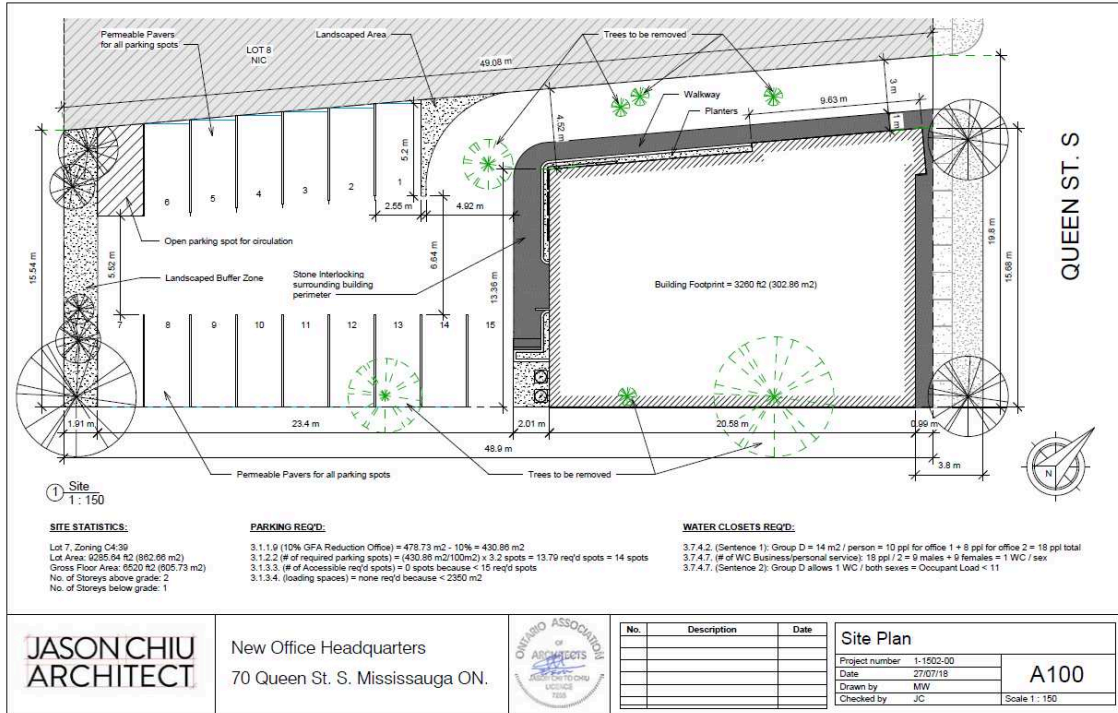 Permeable Pavers
for all parking spots
LOT 8
NIC
Landscaped Area
Trees to be removed
49.08 m
Walkway
Planters
9.63 m
3 m
1 m
4.52 m
5.2 m
1
2
3
4
5
6
2.55 m
4.92 m
Open parking spot for circulation
Landscaped Buffer Zone
Stone Interlocking
surrounding building
perimeter
15.54 m
5.52 m
6.64 m
13.36 m
Building Footprint = 3260 ft2 (302.86 m2)
19.8 m
15.68 m
QUEEN ST. S
7
8
9
10
11
12
13
14
15
1.91 m
23.4 m
2.01 m
20.58 m
0.99 m
48.9 m
3.8 m
Permeable Pavers for all parking spots
Trees to be removed
N
1 Site
1 : 150
SITE STATISTICS:
Lot 7, Zoning C4:39
Lot Area: 9285.64 ft2 (862.66 m2)
Gross Floor Area: 6520 ft2 (605.73 m2)
No. of Storeys above grade: 2
No. of Storeys below grade: 1
PARKING REQ'D:
3.1.1.9 (10% GFA Reduction Office) = 478.73 m2 - 10% = 430.86 m2
3.1.2.2 (# of required parking spots) = (430.86 m2/100m2) x 3.2 spots = 13.79 req'd spots = 14 spots
3.1.3.3. (# of Accessible req'd spots) = 0 spots because < 15 req'd spots
3.1.3.4. (loading spaces) = none req'd because < 2350 m2
WATER CLOSETS REQ'D:
3.7.4.2. (Sentence 1): Group D = 14 m2 / person = 10 ppl for office 1 + 8 ppl for office 2 = 18 ppl total
3.7.4.7. (# of WC Business/personal service): 18 ppl / 2 = 9 males + 9 females = 1 WC / sex
3.7.4.7. (Sentence 2): Group D allows 1 WC / both sexes = Occupant Load < 11
JASON CHIU
ARCHITECT
New Office Headquarters
70 Queen St. S. Mississauga ON.
ONTARIO ASSOCIATION
OF
ARCHITECTS
JASON CHI TO CHIU
LICENCE
No. Description Date
Site Plan
Project number 1-1502-00
Date 27/07/18
Drawn by MW
Checked by JC
A100
Scale 1 : 150